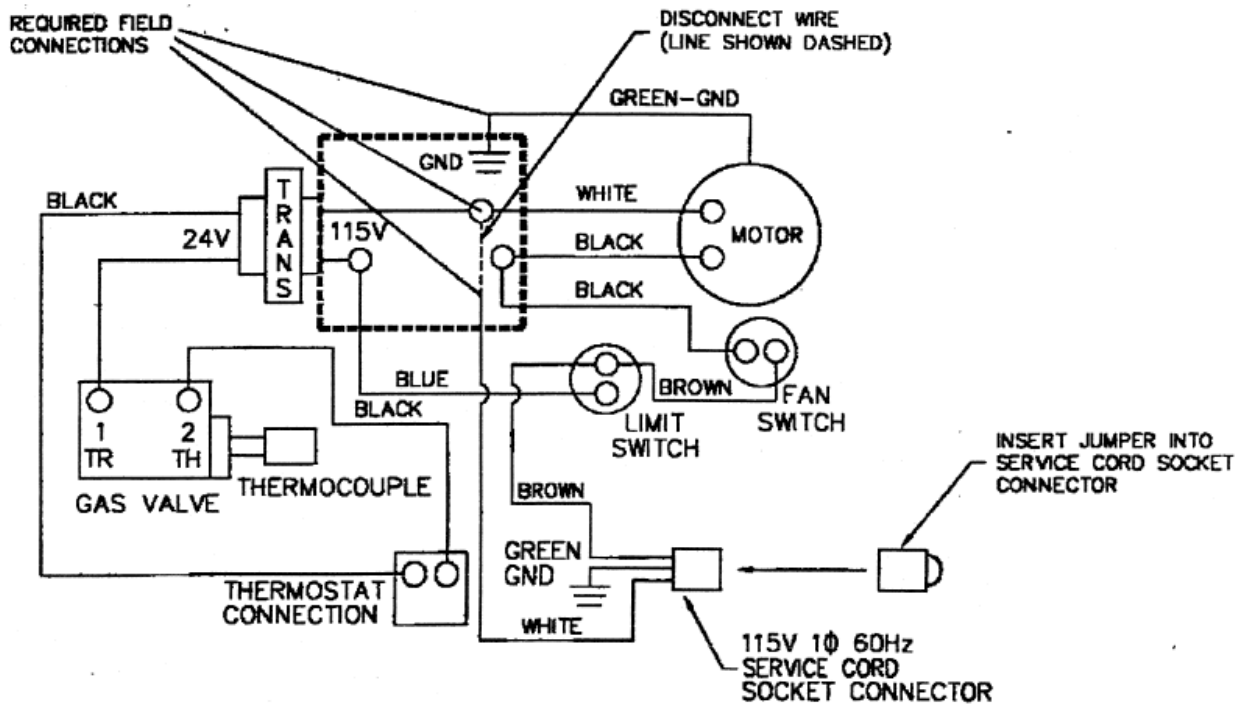 REQUIRED FIELD
CONNECTIONS
DISCONNECT WIRE
(LINE SHOWN DASHED)
GREEN-GND
GND
BLACK
TRANS
24V
115V
WHITE
BLACK
MOTOR
BLACK
BLUE
BROWN
FAN
SWITCH
LIMIT
SWITCH
BLACK
1
2
TR
TH
GAS VALVE
THERMOCOUPLE
BROWN
INSERT JUMPER INTO
SERVICE CORD SOCKET
CONNECTOR
GREEN
GND
THERMOSTAT
CONNECTION
WHITE
115V 1Φ 60Hz
SERVICE CORD
SOCKET CONNECTOR